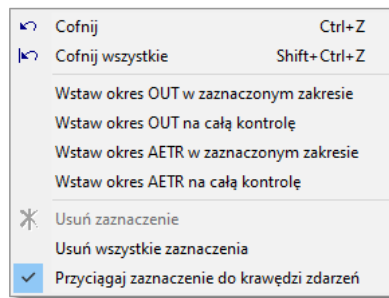 Cofnij Ctrl+Z
Cofnij wszystkie Shift+Ctrl+Z
Wstaw okres OUT w zaznaczonym zakresie
Wstaw okres OUT na całą kontrolę
Wstaw okres AETR w zaznaczonym zakresie
Wstaw okres AETR na całą kontrolę
Usuń zaznaczenie
Usuń wszystkie zaznaczenia
Przyciągaj zaznaczenie do krawędzi zdarzeń